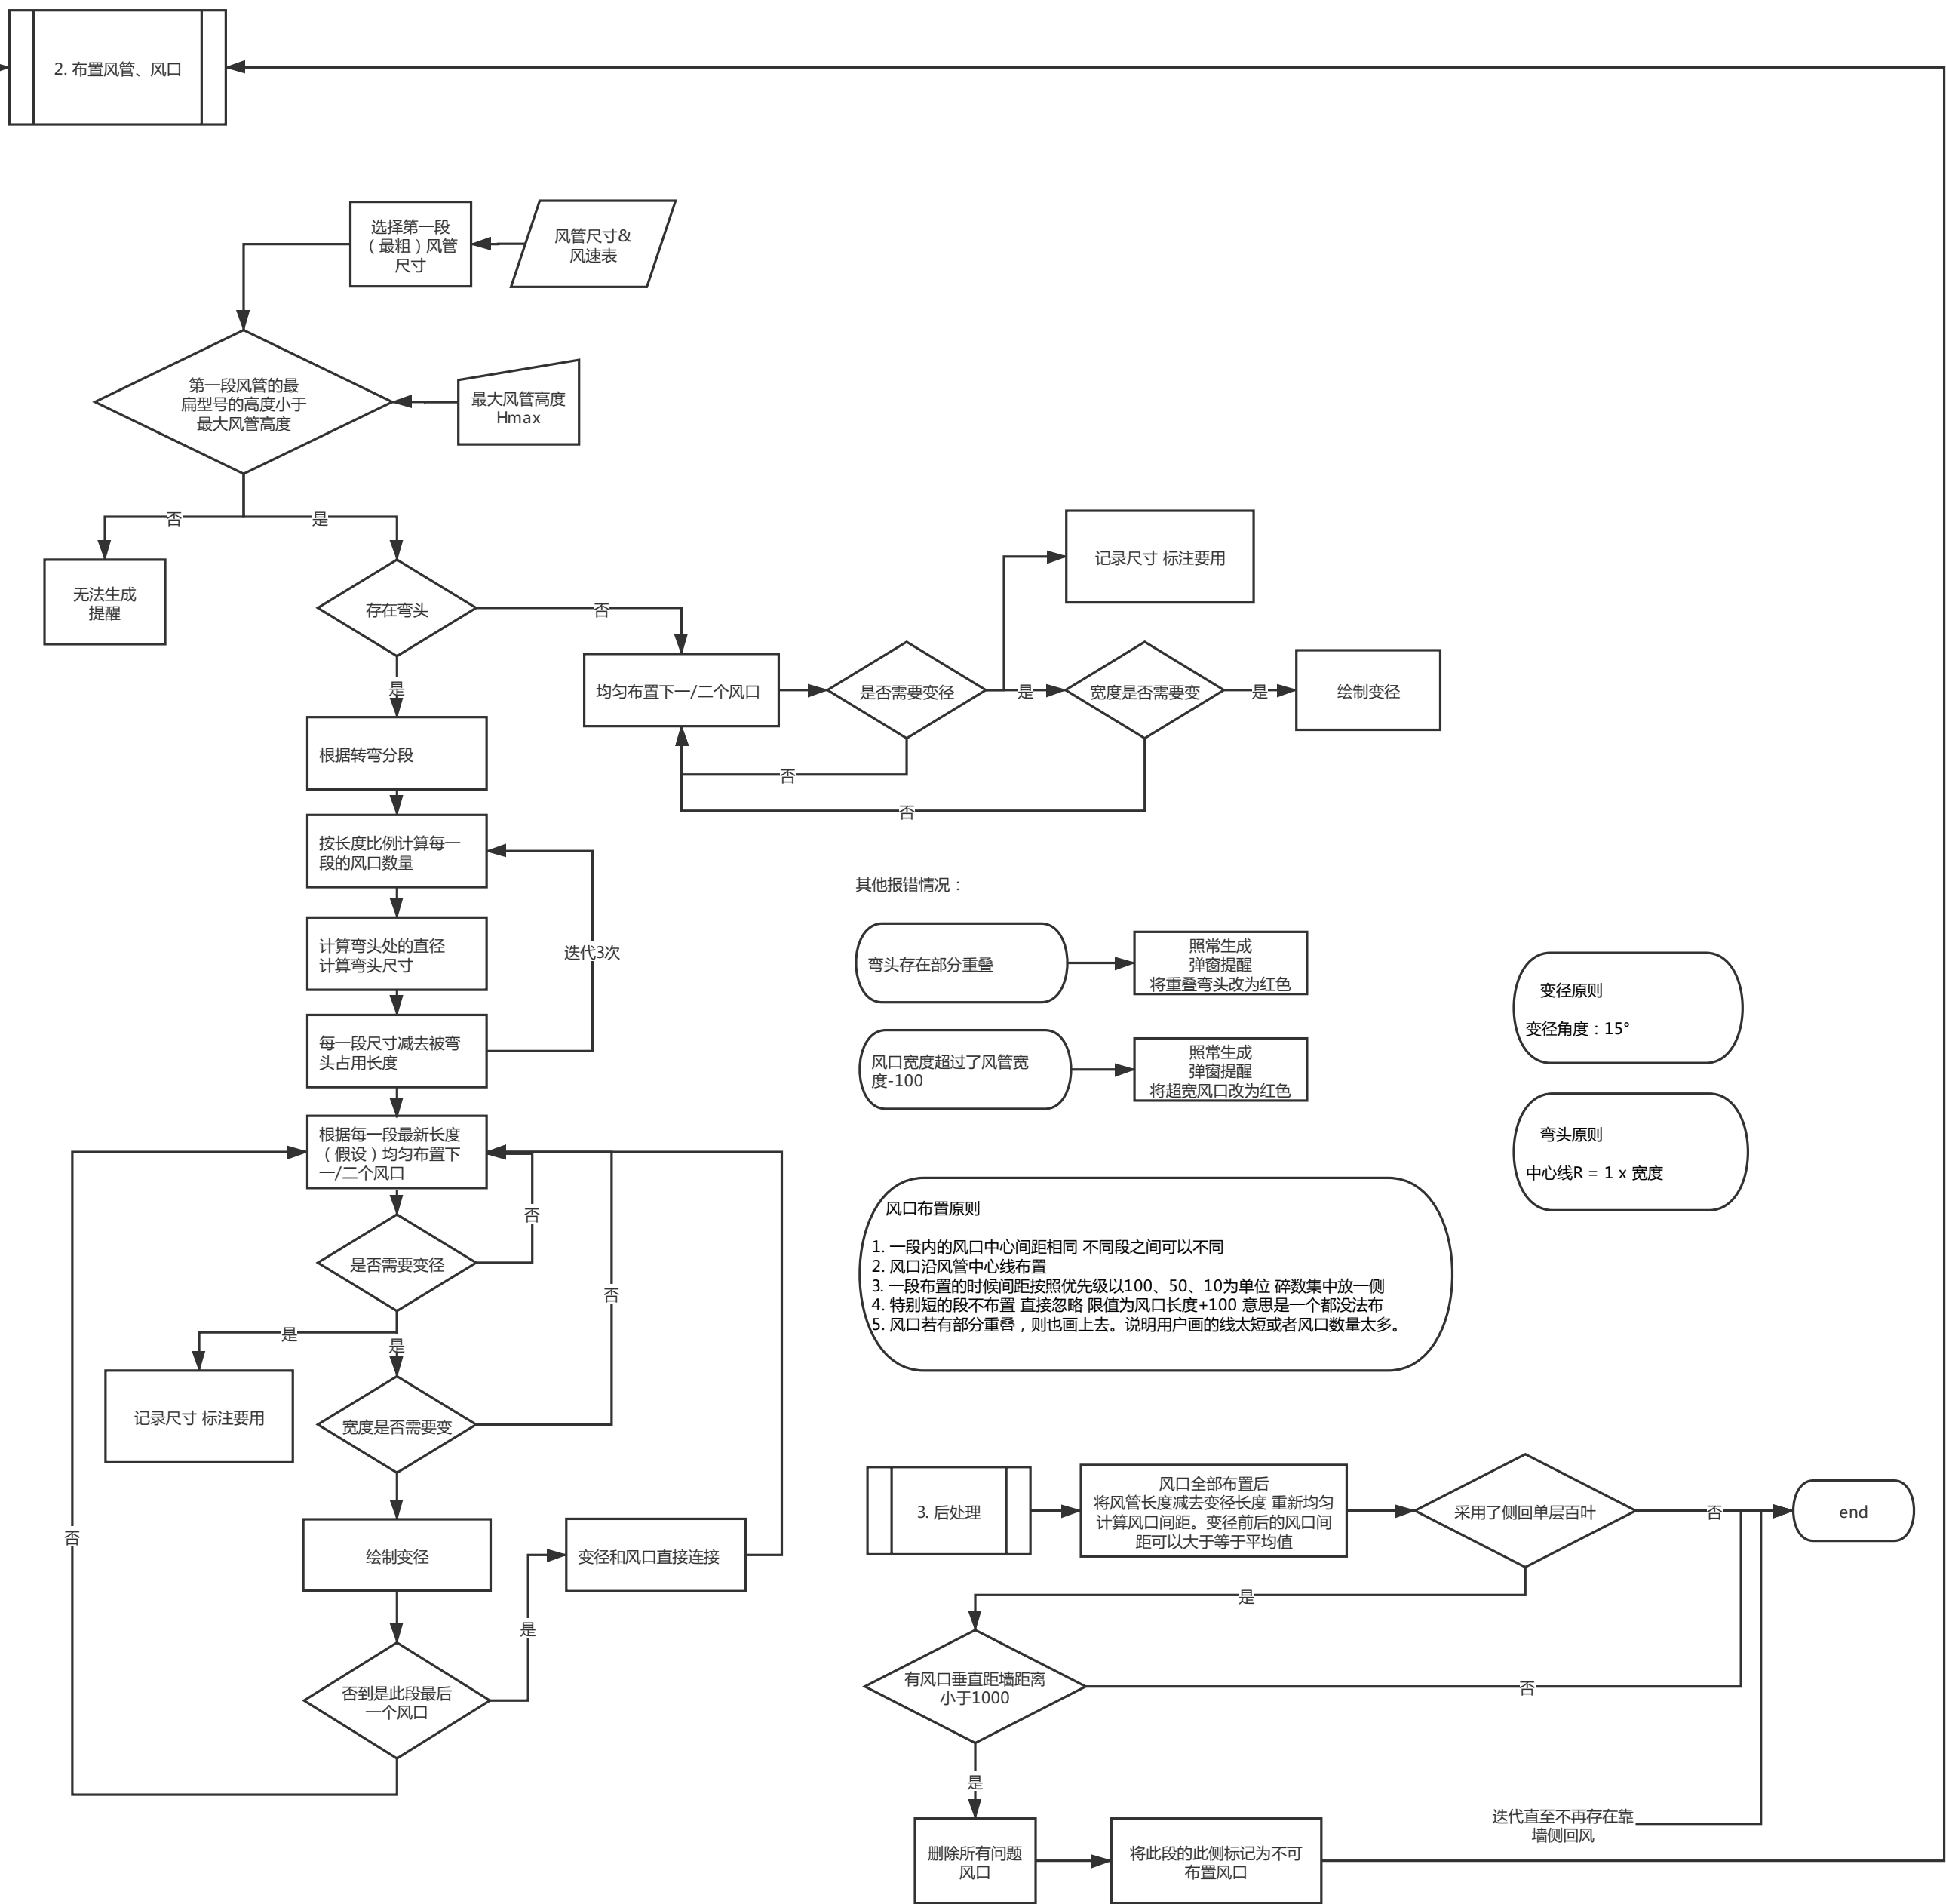 2. 布置风管、风口
选择第一段
（最粗）风管
尺寸
风管尺寸&
风速表
第一段风管的最
扁型号的高度小于
最大风管高度
最大风管高度
Hmax
否
是
无法生成
提醒
存在弯头
否
记录尺寸 标注要用
均匀布置下一/二个风口
是否需要变径
是
宽度是否需要变
是
绘制变径
否
否
是
根据转弯分段
按长度比例计算每一
段的风口数量
计算弯头处的直径
计算弯头尺寸
迭代3次
每一段尺寸减去被弯
头占用长度
根据每一段最新长度
（假设）均匀布置下
一/二个风口
否
是否需要变径
否
是
是
记录尺寸 标注要用
宽度是否需要变
否
绘制变径
变径和风口直接连接
是
否到是此段最后
一个风口
其他报错情况：
弯头存在部分重叠
照常生成
弹窗提醒
将重叠弯头改为红色
风口宽度超过了风管宽
度-100
照常生成
弹窗提醒
将超宽风口改为红色
变径原则
变径角度：15°
弯头原则
中心线R = 1 x 宽度
风口布置原则
1. 一段内的风口中心间距相同 不同段之间可以不同
2. 风口沿风管中心线布置
3. 一段布置的时候间距按照优先级以100、50、10为单位 碎数集中放一侧
4. 特别短的段不布置 直接忽略 限值为风口长度+100 意思是一个都没法布
5. 风口若有部分重叠，则也画上去。说明用户画的线太短或者风口数量太多。
3. 后处理
风口全部布置后
将风管长度减去变径长度 重新均匀
计算风口间距。变径前后的风口间
距可以大于等于平均值
采用了侧回单层百叶
否
end
是
有风口垂直距墙距离
小于1000
否
是
删除所有问题
风口
将此段的此侧标记为不可
布置风口
迭代直至不再存在靠
墙侧回风